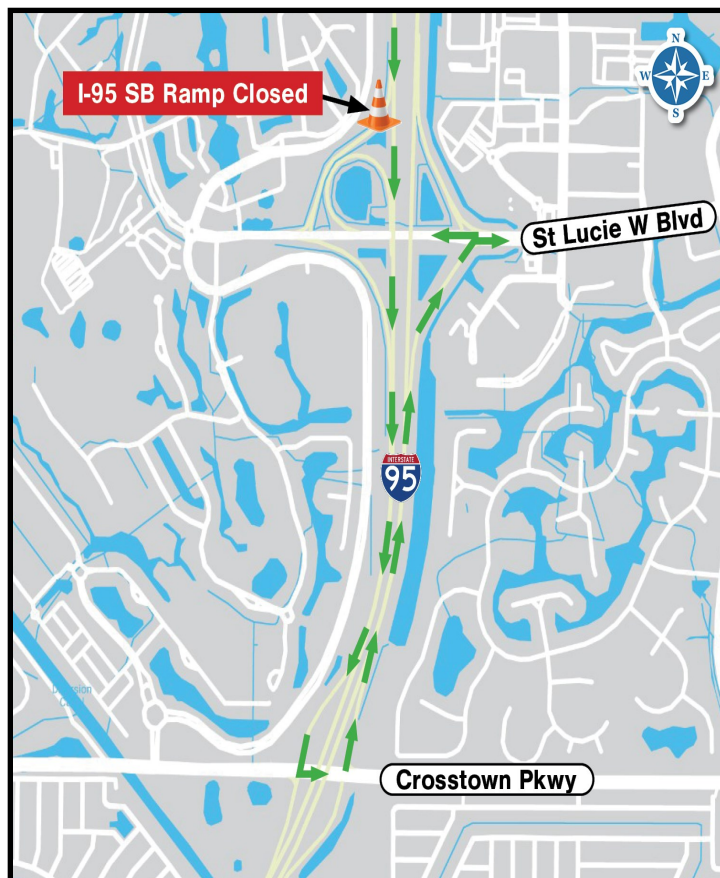 N
W
E
S
I-95 SB Ramp Closed
St Lucie W Blvd
INTERSTATE
95
Crosstown Pkwy